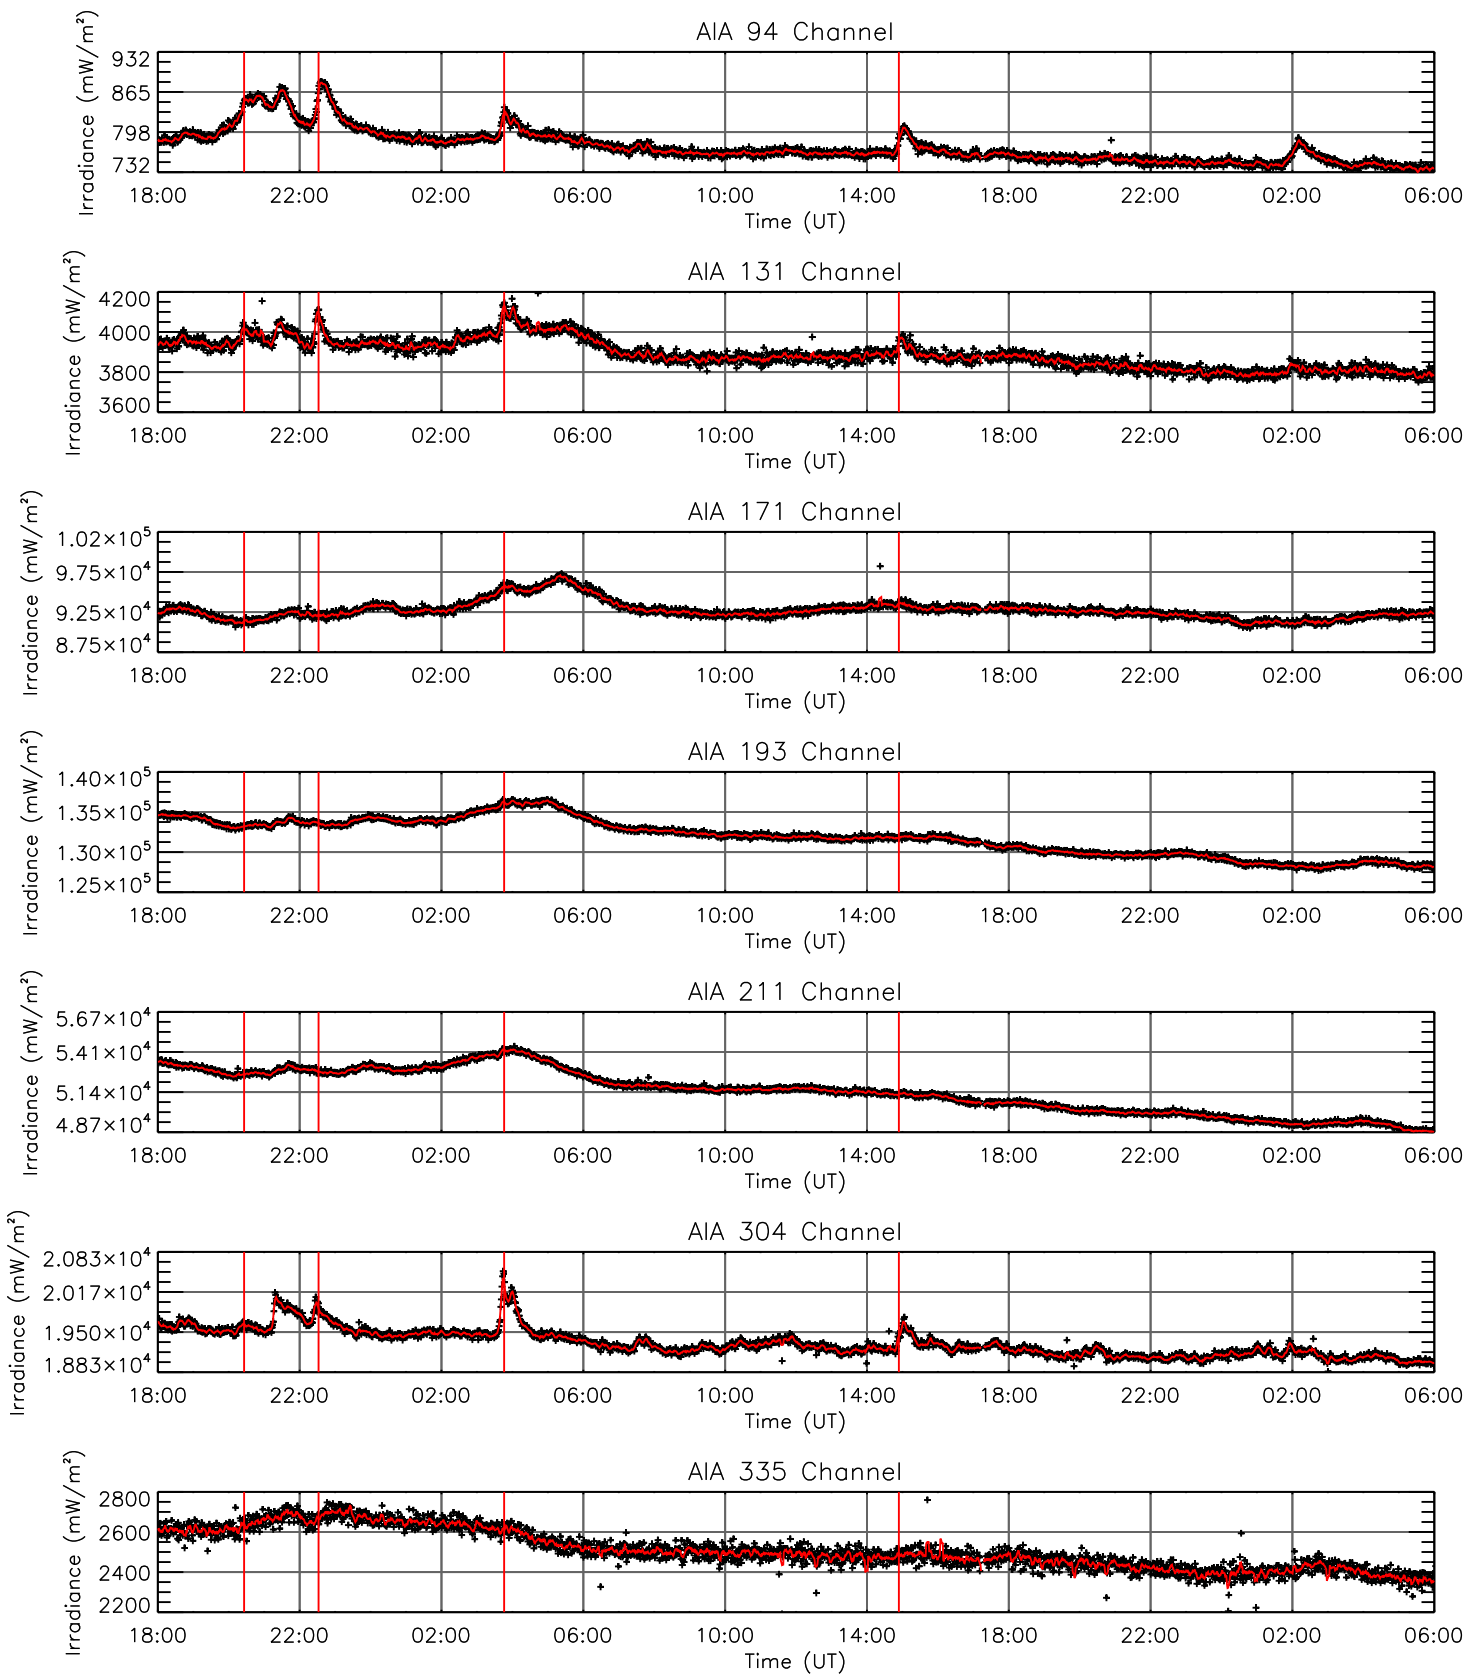 AIA 94 Channel
Irradiance (mW/m²)
932
865
798
732
18:00 22:00 02:00 06:00 10:00 14:00 18:00 22:00 02:00 06:00
Time (UT)
AIA 131 Channel
Irradiance (mW/m²)
4200
4000
3800
3600
18:00 22:00 02:00 06:00 10:00 14:00 18:00 22:00 02:00 06:00
Time (UT)
AIA 171 Channel
Irradiance (mW/m²)
1.02×10⁵
9.75×10⁴
9.25×10⁴
8.75×10⁴
18:00 22:00 02:00 06:00 10:00 14:00 18:00 22:00 02:00 06:00
Time (UT)
AIA 193 Channel
Irradiance (mW/m²)
1.40×10⁵
1.35×10⁵
1.30×10⁵
1.25×10⁵
18:00 22:00 02:00 06:00 10:00 14:00 18:00 22:00 02:00 06:00
Time (UT)
AIA 211 Channel
Irradiance (mW/m²)
5.67×10⁴
5.41×10⁴
5.14×10⁴
4.87×10⁴
18:00 22:00 02:00 06:00 10:00 14:00 18:00 22:00 02:00 06:00
Time (UT)
AIA 304 Channel
Irradiance (mW/m²)
2.083×10⁴
2.017×10⁴
1.950×10⁴
1.883×10⁴
18:00 22:00 02:00 06:00 10:00 14:00 18:00 22:00 02:00 06:00
Time (UT)
AIA 335 Channel
Irradiance (mW/m²)
2800
2600
2400
2200
18:00 22:00 02:00 06:00 10:00 14:00 18:00 22:00 02:00 06:00
Time (UT)